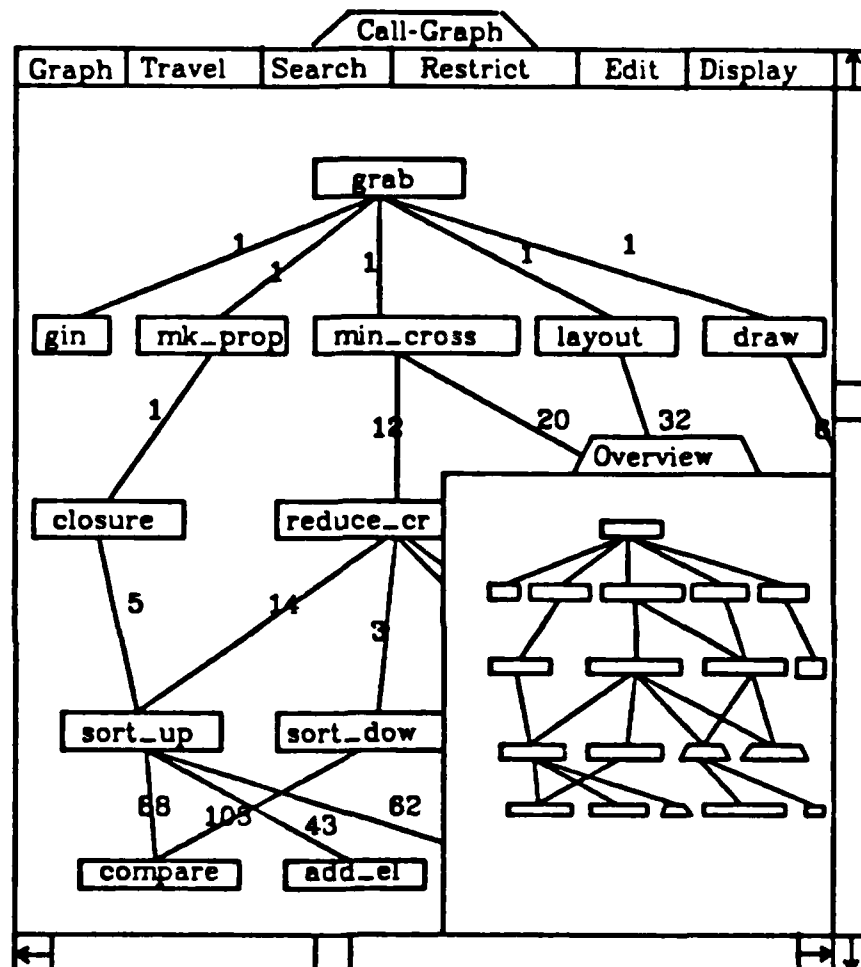 Call-Graph
Graph Travel Search Restrict Edit Display
grab
1 1 1 1 1
gin mk_prop min_cross layout draw
1 12 20 32
Overview
closure reduce_cr
5 14 3
sort_up sort_dow
103 62
43
compare add_el